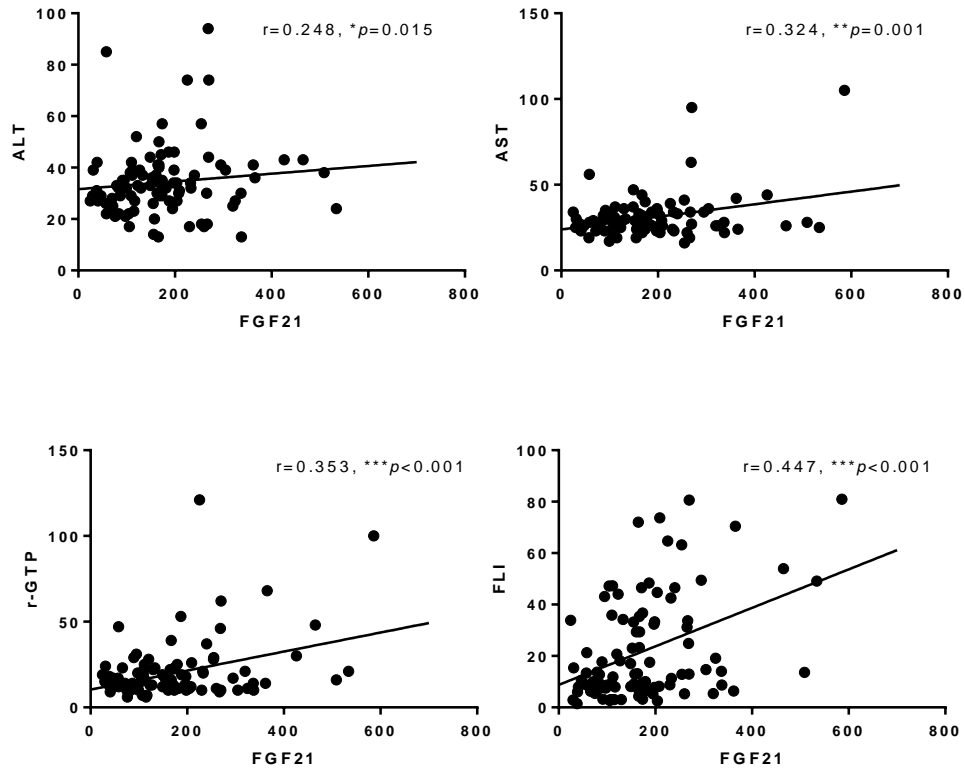 r=0.248, *p=0.015
100
80
60
40
20
0
ALT
0 200 400 600 800
FGF21
r=0.324, **p=0.001
150
100
50
0
AST
0 200 400 600 800
FGF21
r=0.353, ***p<0.001
150
100
50
0
r-GTP
0 200 400 600 800
FGF21
r=0.447, ***p<0.001
100
80
60
40
20
0
FLI
0 200 400 600 800
FGF21